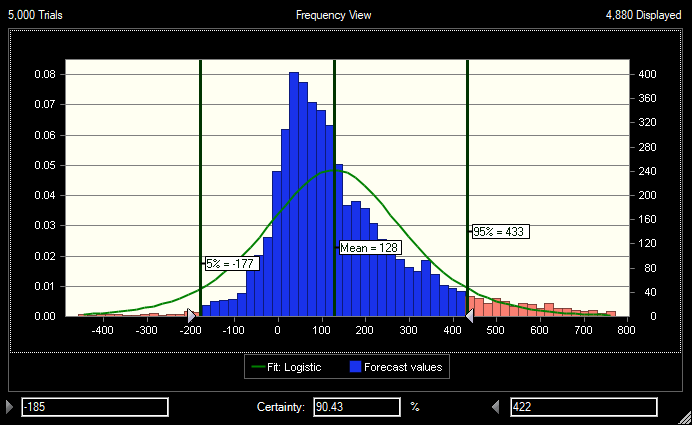 5,000 Trials Frequency View 4,880 Displayed
0.08 400
0.07 360
320
0.06 280
0.05 240
0.04 200
0.03 160
95% = 433
Mean = 128
0.02 120
5% = -177
80
0.01 40
0.00 0
-400 -300 -200 -100 0 100 200 300 400 500 600 700 800
Fit: Logistic Forecast values
-185 Certainty: 90.43 % 422